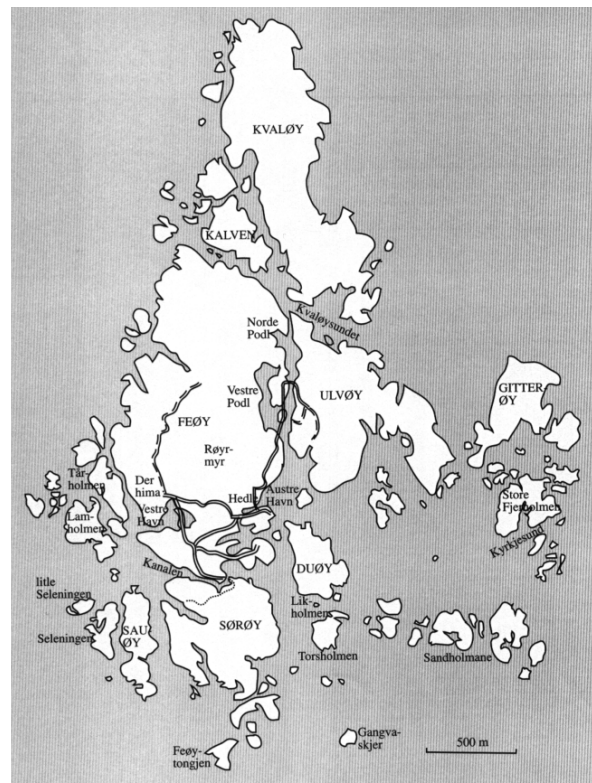 KVALØY
KALVEN
Kvaløysundet
Norde
Podl
Vestre
Podl
ULVØY
GITTER
ØY
FEØY
Røyr-
myr
Tår-
holmen
Der
hima
Hedle
Austre
Havn
Store
Fjerholmen
Lam-
holmen
Vestre
Havn
Kyrkjesund
Kanalen
DUØY
litle
Seleningen
Lik-
holmen
Seleningen
SAU
ØY
SØRØY
Torsholmen
Sandholmane
Feøy-
tongjen
Gangva-
skjer
500 m